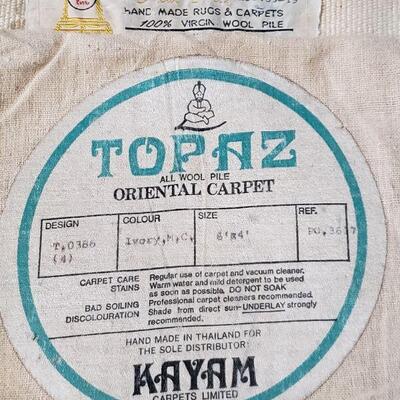 HAND MADE RUGS & CARPETS
100% VIRGIN WOOL PILE
TOPAZ
ALL WOOL PILE
ORIENTAL CARPET
DESIGN COLOUR SIZE REF.
T,0386 Ivory,M,C, 6'x4'
(4)
CARPET CARE Regular use of carpet and vacuum cleaner.
STAINS Warm water and mild detergent to be used
as soon as possible. DO NOT SOAK
BAD SOILING Professional carpet cleaners recommended.
DISCOLOURATION Shade from direct sun-UNDERLAY strongly
recommended.
HAND MADE IN THAILAND FOR
THE SOLE DISTRIBUTOR:
KAYAM
CARPETS LIMITED